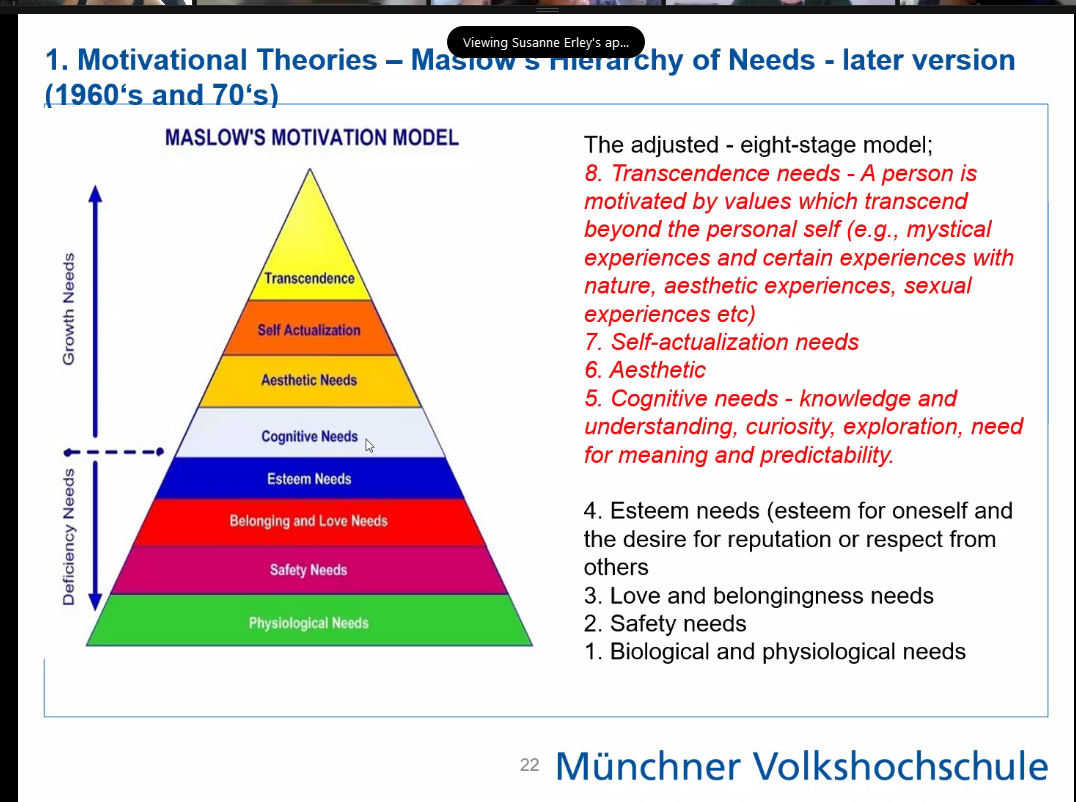 Viewing Susanne Erley's ap...
1. Motivational Theories – Maslow's Hierarchy of Needs - later version
(1960‘s and 70‘s)
MASLOW'S MOTIVATION MODEL
Growth Needs
Deficiency Needs
Transcendence
Self Actualization
Aesthetic Needs
Cognitive Needs
Esteem Needs
Belonging and Love Needs
Safety Needs
Physiological Needs
The adjusted - eight-stage model;
8. Transcendence needs - A person is
motivated by values which transcend
beyond the personal self (e.g., mystical
experiences and certain experiences with
nature, aesthetic experiences, sexual
experiences etc)
7. Self-actualization needs
6. Aesthetic
5. Cognitive needs - knowledge and
understanding, curiosity, exploration, need
for meaning and predictability.
4. Esteem needs (esteem for oneself and
the desire for reputation or respect from
others
3. Love and belongingness needs
2. Safety needs
1. Biological and physiological needs
22
Münchner Volkshochschule